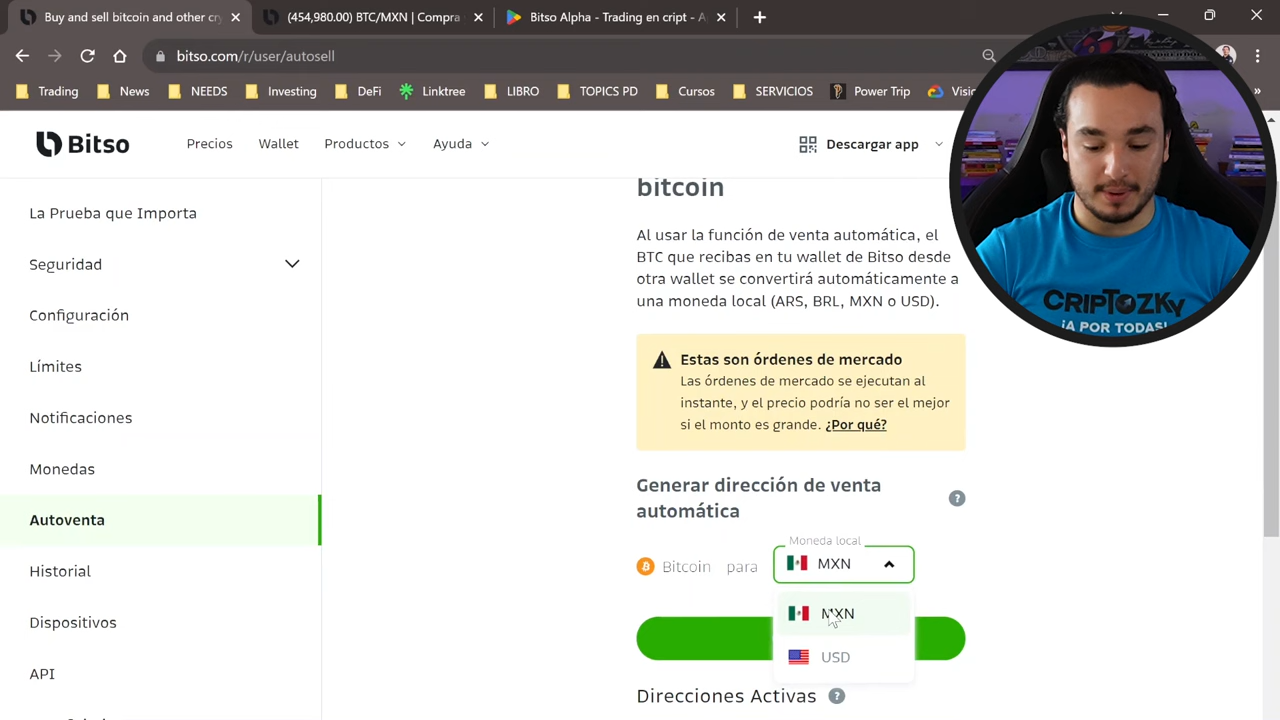 Buy and sell bitcoin and other cr
(454,980.00) BTC/MXN | Compra
Bitso Alpha - Trading en cript - A
bitso.com/r/user/autosell
Trading
News
NEEDS
Investing
DeFi
Linktree
LIBRO
TOPICS PD
Cursos
SERVICIOS
Power Trip
Visio
Bitso
Precios
Wallet
Productos
Ayuda
Descargar app
La Prueba que Importa
Seguridad
Configuración
Límites
Notificaciones
Monedas
Autoventa
Historial
Dispositivos
API
bitcoin
Al usar la función de venta automática, el
BTC que recibas en tu wallet de Bitso desde
otra wallet se convertirá automáticamente a
una moneda local (ARS, BRL, MXN o USD).
Estas son órdenes de mercado
Las órdenes de mercado se ejecutan al
instante, y el precio podría no ser el mejor
si el monto es grande. ¿Por qué?
Generar dirección de venta
automática
Moneda local
Bitcoin para MXN
MXN
USD
Direcciones Activas
CRIPTOZKY
¡A POR TODAS!